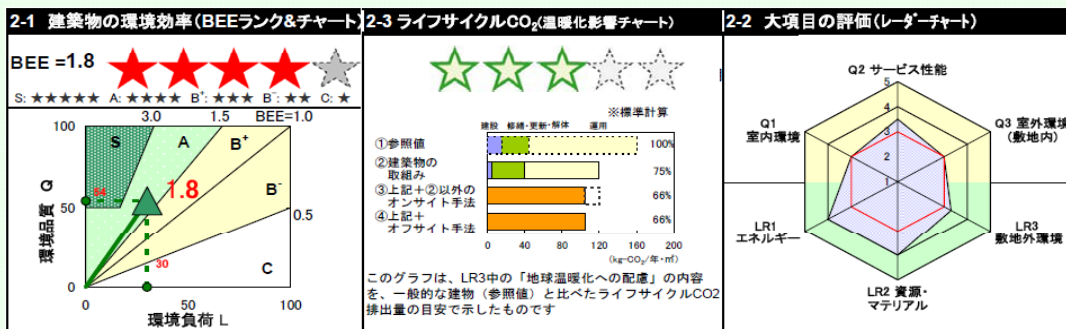 2-1 建築物の環境効率(BEEランク&チャート)
BEE =1.8
S: ★★★★★ A: ★★★★ B+: ★★★ B-: ★★ C: ★
3.0 1.5 BEE=1.0
100
S
A
B+
1.8
54
50
B-
0.5
30
C
0
0 50 100
環境品質 Q
環境負荷 L
2-3 ライフサイクルCO2(温暖化影響チャート)
※標準計算
建設 修繕・更新・解体 運用
①参照値 100%
②建築物の取組み 75%
③上記+②以外の 66%
オンサイト手法
④上記+ 66%
オフサイト手法
0 40 80 120 160 200
(kg-CO2/年・㎡)
このグラフは、LR3中の「地球温暖化への配慮」の内容
を、一般的な建物(参照値)と比べたライフサイクルCO2
排出量の目安で示したものです
2-2 大項目の評価(レーダーチャート)
Q2 サービス性能
5
4
3
2
1
Q1
室内環境
Q3 室外環境
(敷地内)
LR1
エネルギー
LR3
敷地外環境
LR2 資源・
マテリアル